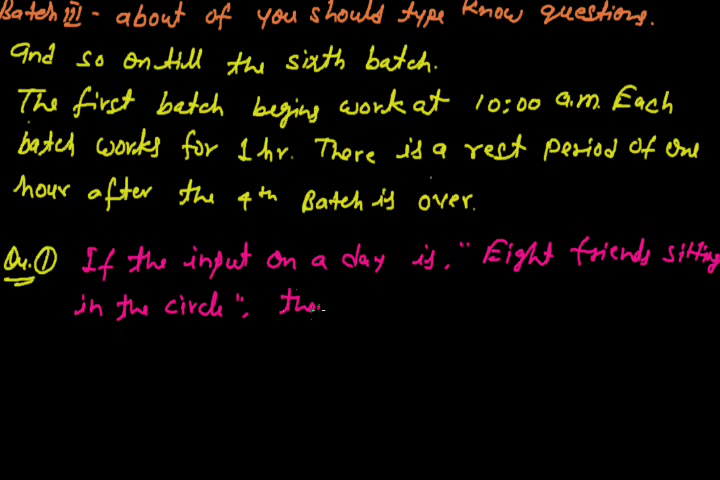 Batch III - about of you should type know questions.
and so on till the sixth batch.
The first batch begins work at 10:00 a.m. Each
batch works for 1 hr. There is a rest period of one
hour after the 4th Batch is over.
Qu.① If the input on a day is, "Eight friends sitting
in the circle", the